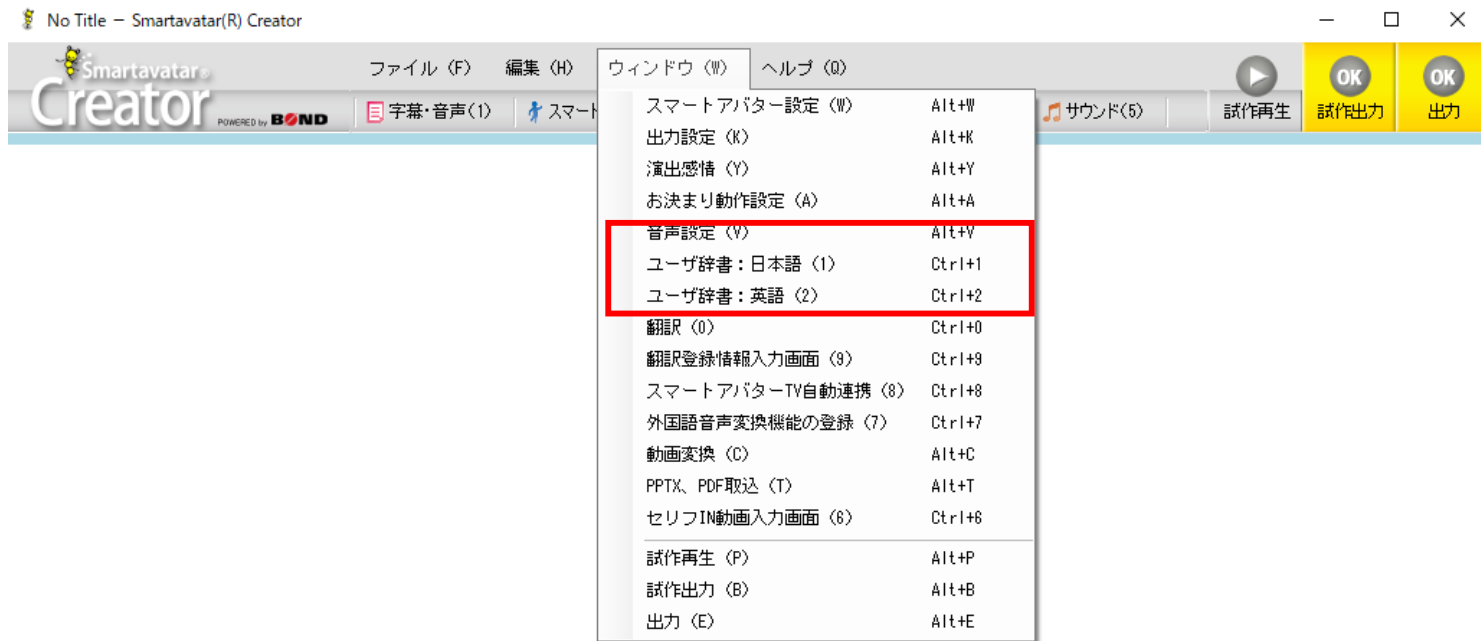 No Title － Smartavatar(R) Creator
Smartavatar®
Creator POWERED by BOND
ファイル (F) 編集 (H) ウィンドウ (W) ヘルプ (Q)
字幕･音声(1) スマート サウンド(5) 試作再生 OK 試作出力 OK 出力
スマートアバター設定 (W) Alt+W
出力設定 (K) Alt+K
演出感情 (Y) Alt+Y
お決まり動作設定 (A) Alt+A
音声設定 (V) Alt+V
ユーザ辞書：日本語 (1) Ctrl+1
ユーザ辞書：英語 (2) Ctrl+2
翻訳 (0) Ctrl+0
翻訳登録情報入力画面 (9) Ctrl+9
スマートアバターTV自動連携 (8) Ctrl+8
外国語音声変換機能の登録 (7) Ctrl+7
動画変換 (C) Alt+C
PPTX、PDF取込 (T) Alt+T
セリフIN動画入力画面 (6) Ctrl+6
試作再生 (P) Alt+P
試作出力 (B) Alt+B
出力 (E) Alt+E